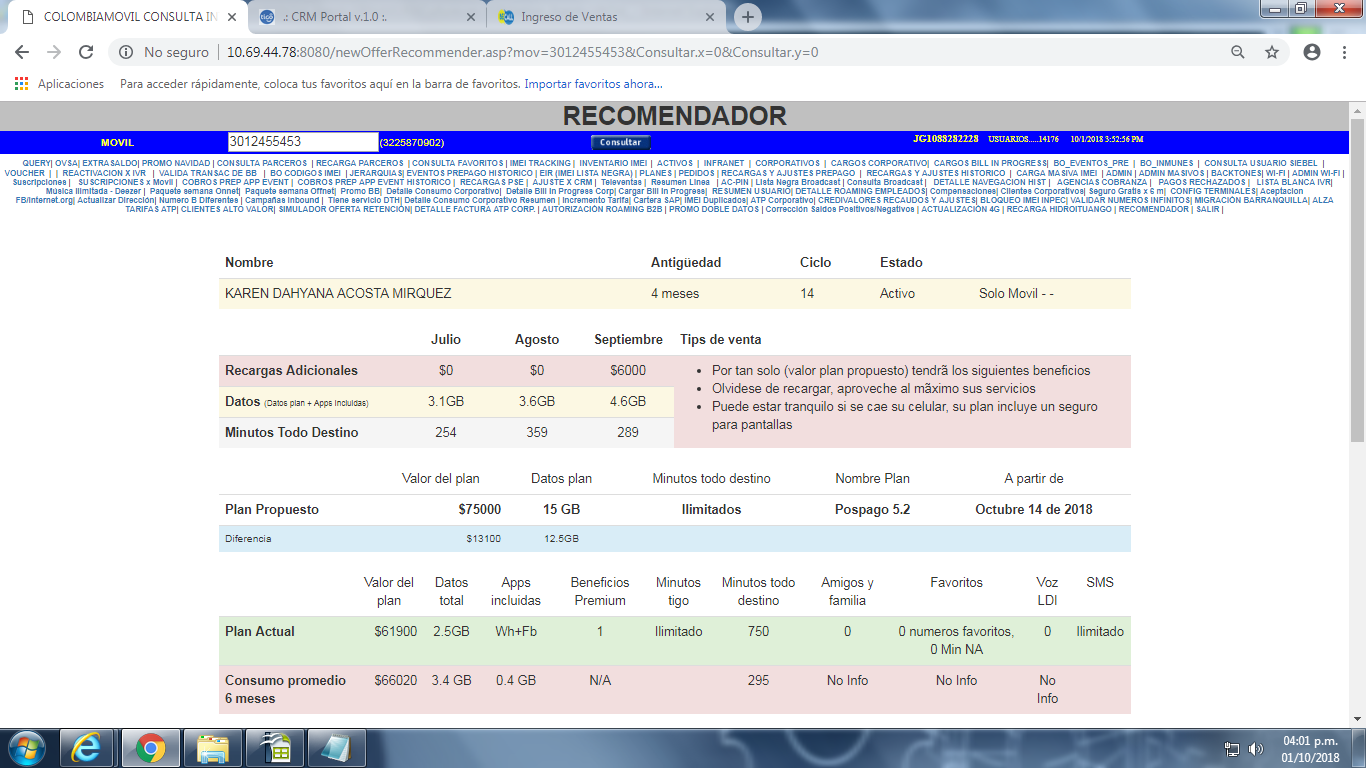 COLOMBIAMOVIL CONSULTA IN
.: CRM Portal v.1.0 :.
Ingreso de Ventas
No seguro | 10.69.44.78:8080/newOfferRecommender.asp?mov=3012455453&Consultar.x=0&Consultar.y=0
Aplicaciones Para acceder rápidamente, coloca tus favoritos aquí en la barra de favoritos. Importar favoritos ahora...
RECOMENDADOR
MOVIL 3012455453 (3225870902) Consultar JG1088282228 USUARIOS.....14176 10/1/2018 3:52:56 PM
QUERY| OVSA| EXTRASALDO| PROMO NAVIDAD | CONSULTA PARCEROS | RECARGA PARCEROS | CONSULTA FAVORITOS | IMEI TRACKING | INVENTARIO IMEI | ACTIVOS | INFRANET | CORPORATIVOS | CARGOS CORPORATIVO| CARGOS BILL IN PROGRESS| BO_EVENTOS_PRE | BO_INMUNES | CONSULTA USUARIO SIEBEL |
VOUCHER | | REACTIVACION X IVR | VALIDA TRANSAC DE BB | BO CODIGOS IMEI | JERARQUIAS| EVENTOS PREPAGO HISTORICO | EIR (IMEI LISTA NEGRA) | PLANES | PEDIDOS | RECARGAS Y AJUSTES PREPAGO | RECARGAS Y AJUSTES HISTORICO | CARGA MASIVA IMEI | ADMIN | ADMIN MASIVOS | BACKTONES| WI-FI | ADMIN WI-FI |
Suscripciones | SUSCRIPCIONES x Movil | COBROS PREP APP EVENT | COBROS PREP APP EVENT HISTORICO | RECARGAS PSE | AJUSTE X CRM | Televentas | Resumen Linea | AC-PIN | Lista Negra Broadcast | Consulta Broadcast | DETALLE NAVEGACION HIST | AGENCIAS COBRANZA | PAGOS RECHAZADOS | LISTA BLANCA IVR|
Musica Ilimitada - Deezer| Paquete semana Onnet| Paquete semana Offnet| Promo BB| Detalle Consumo Corporativo| Detalle Bill In Progress Corp| Cargar Bill In Progress| RESUMEN USUARIO| DETALLE ROAMING EMPLEADOS| Compensaciones| Clientes Corporativos| Seguro Gratis x 6 m| CONFIG TERMINALES| Aceptacion
FB/Internet.org| Actualizar Dirección| Numero B Diferentes | Campañas Inbound | Tiene servicio DTH| Detalle Consumo Corporativo Resumen | Incremento Tarifa| Cartera SAP| IMEI Duplicados| ATP Corporativo| CREDIVALORES RECAUDOS Y AJUSTES| BLOQUEO IMEI INPEC| VALIDAR NUMEROS INFINITOS| MIGRACIÓN BARRANQUILLA| ALZA
TARIFAS ATP| CLIENTES ALTO VALOR| SIMULADOR OFERTA RETENCIÓN| DETALLE FACTURA ATP CORP. | AUTORIZACIÓN ROAMING B2B | PROMO DOBLE DATOS | Corrección Saldos Positivos/Negativos | ACTUALIZACIÓN 4G | RECARGA HIDROITUANGO | RECOMENDADOR | SALIR |
Nombre Antigüedad Ciclo Estado
KAREN DAHYANA ACOSTA MIRQUEZ 4 meses 14 Activo Solo Movil - -
Julio Agosto Septiembre Tips de venta
Recargas Adicionales $0 $0 $6000
Datos (Datos plan + Apps Incluidas) 3.1GB 3.6GB 4.6GB
Minutos Todo Destino 254 359 289
• Por tan solo (valor plan propuesto) tendrã los siguientes beneficios
• Olvidese de recargar, aproveche al mãximo sus servicios
• Puede estar tranquilo si se cae su celular, su plan incluye un seguro
para pantallas
Valor del plan Datos plan Minutos todo destino Nombre Plan A partir de
Plan Propuesto $75000 15 GB Ilimitados Pospago 5.2 Octubre 14 de 2018
Diferencia $13100 12.5GB
Valor del plan Datos total Apps incluidas Beneficios Premium Minutos tigo Minutos todo destino Amigos y familia Favoritos Voz LDI SMS
Plan Actual $61900 2.5GB Wh+Fb 1 Ilimitado 750 0 0 numeros favoritos, 0 Min NA 0 Ilimitado
Consumo promedio 6 meses $66020 3.4 GB 0.4 GB N/A 295 No Info No Info No Info
04:01 p.m.
01/10/2018